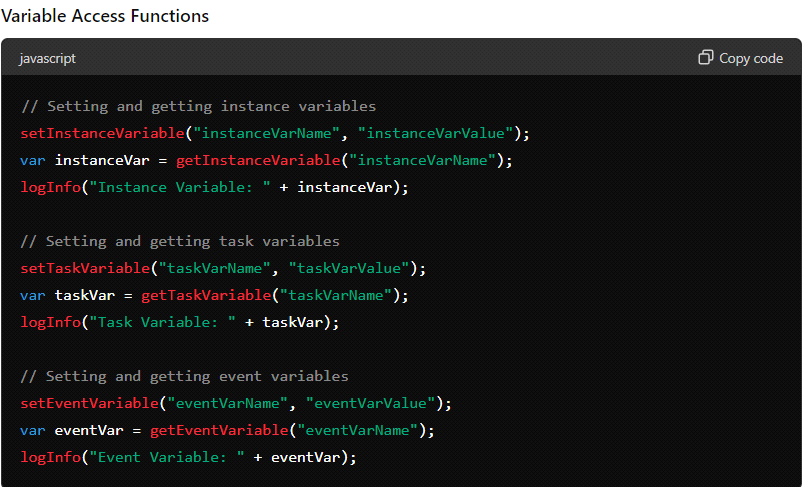 Variable Access Functions
javascript
Copy code
// Setting and getting instance variables
setInstanceVariable("instanceVarName", "instanceVarValue");
var instanceVar = getInstanceVariable("instanceVarName");
logInfo("Instance Variable: " + instanceVar);
// Setting and getting task variables
setTaskVariable("taskVarName", "taskVarValue");
var taskVar = getTaskVariable("taskVarName");
logInfo("Task Variable: " + taskVar);
// Setting and getting event variables
setEventVariable("eventVarName", "eventVarValue");
var eventVar = getEventVariable("eventVarName");
logInfo("Event Variable: " + eventVar);